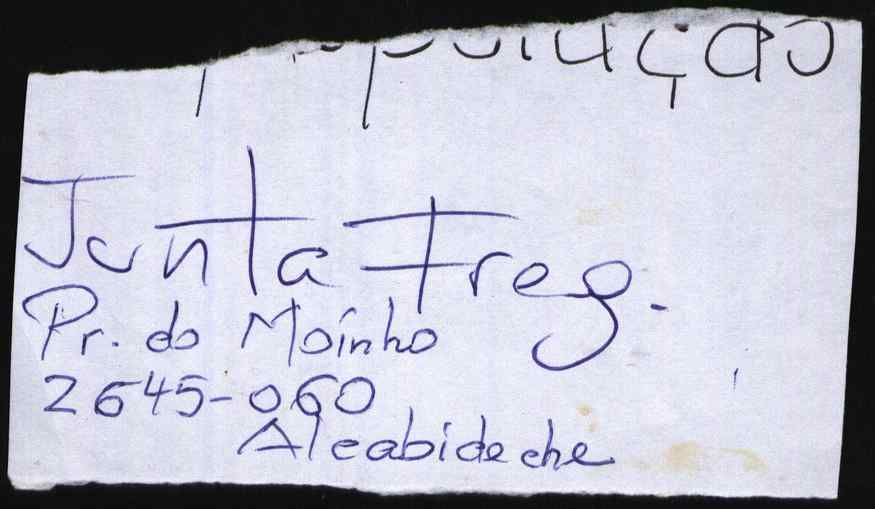 Junta Freg.
Pr. do Moinho
2645-060
Alcabideche